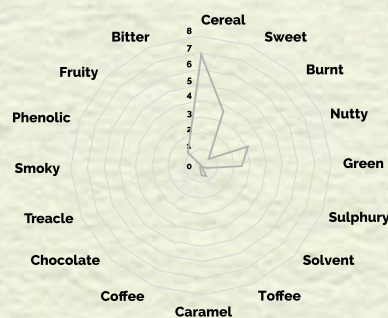 Cereal
Sweet
Burnt
Nutty
Green
Sulphury
Solvent
Toffee
Caramel
Coffee
Chocolate
Treacle
Smoky
Phenolic
Fruity
Bitter
8
7
6
5
4
3
2
1
0